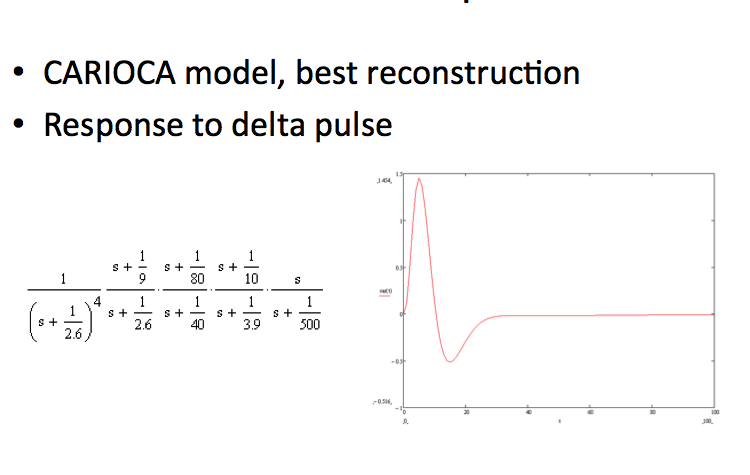 • CARIOCA model, best reconstruction
• Response to delta pulse
1 / (s + 1/2.6)^4 · (s + 1/9) / (s + 1/2.6) · (s + 1/80) / (s + 1/40) · (s + 1/10) / (s + 1/3.9) · s / (s + 1/500)
1.454,
1.5
1
0.5
0
-0.5
-0.516,
-1
0 20 40 60 80 100
0, t 100,